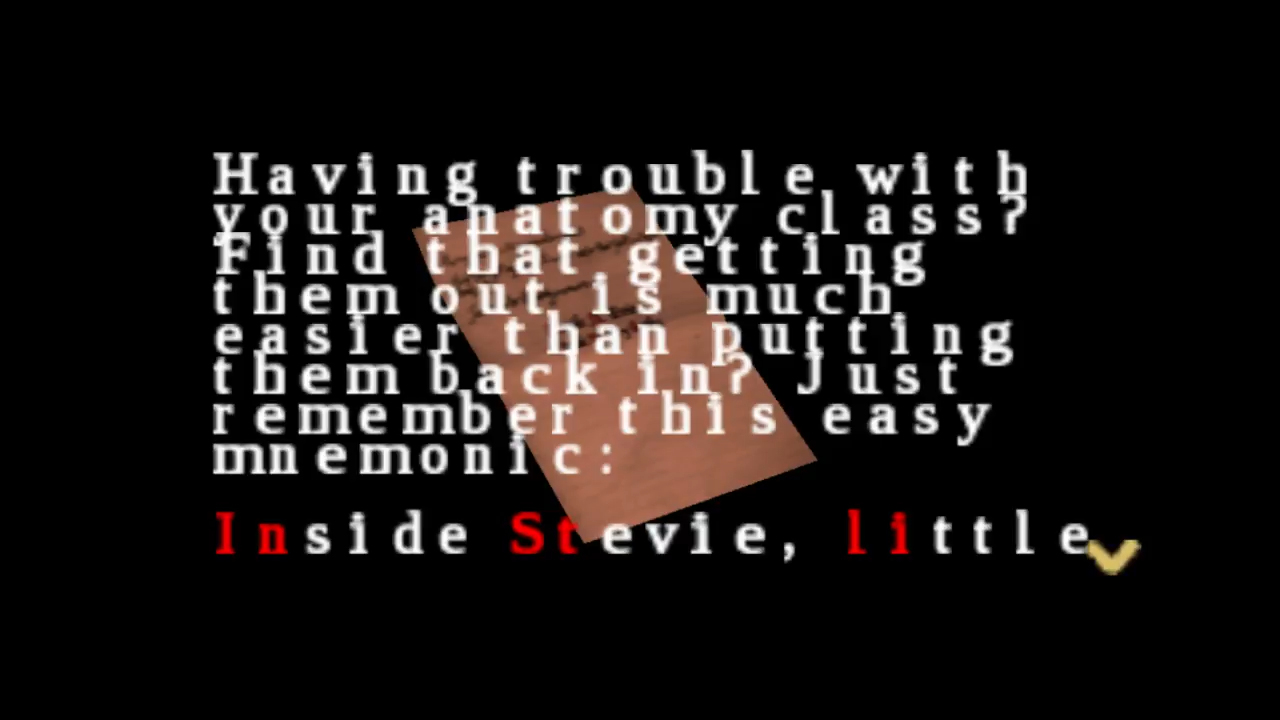 Having trouble with
your anatomy class?
Find that getting
them out is much
easier than putting
them back in? Just
remember this easy
mnemonic:
Inside Stevie, little